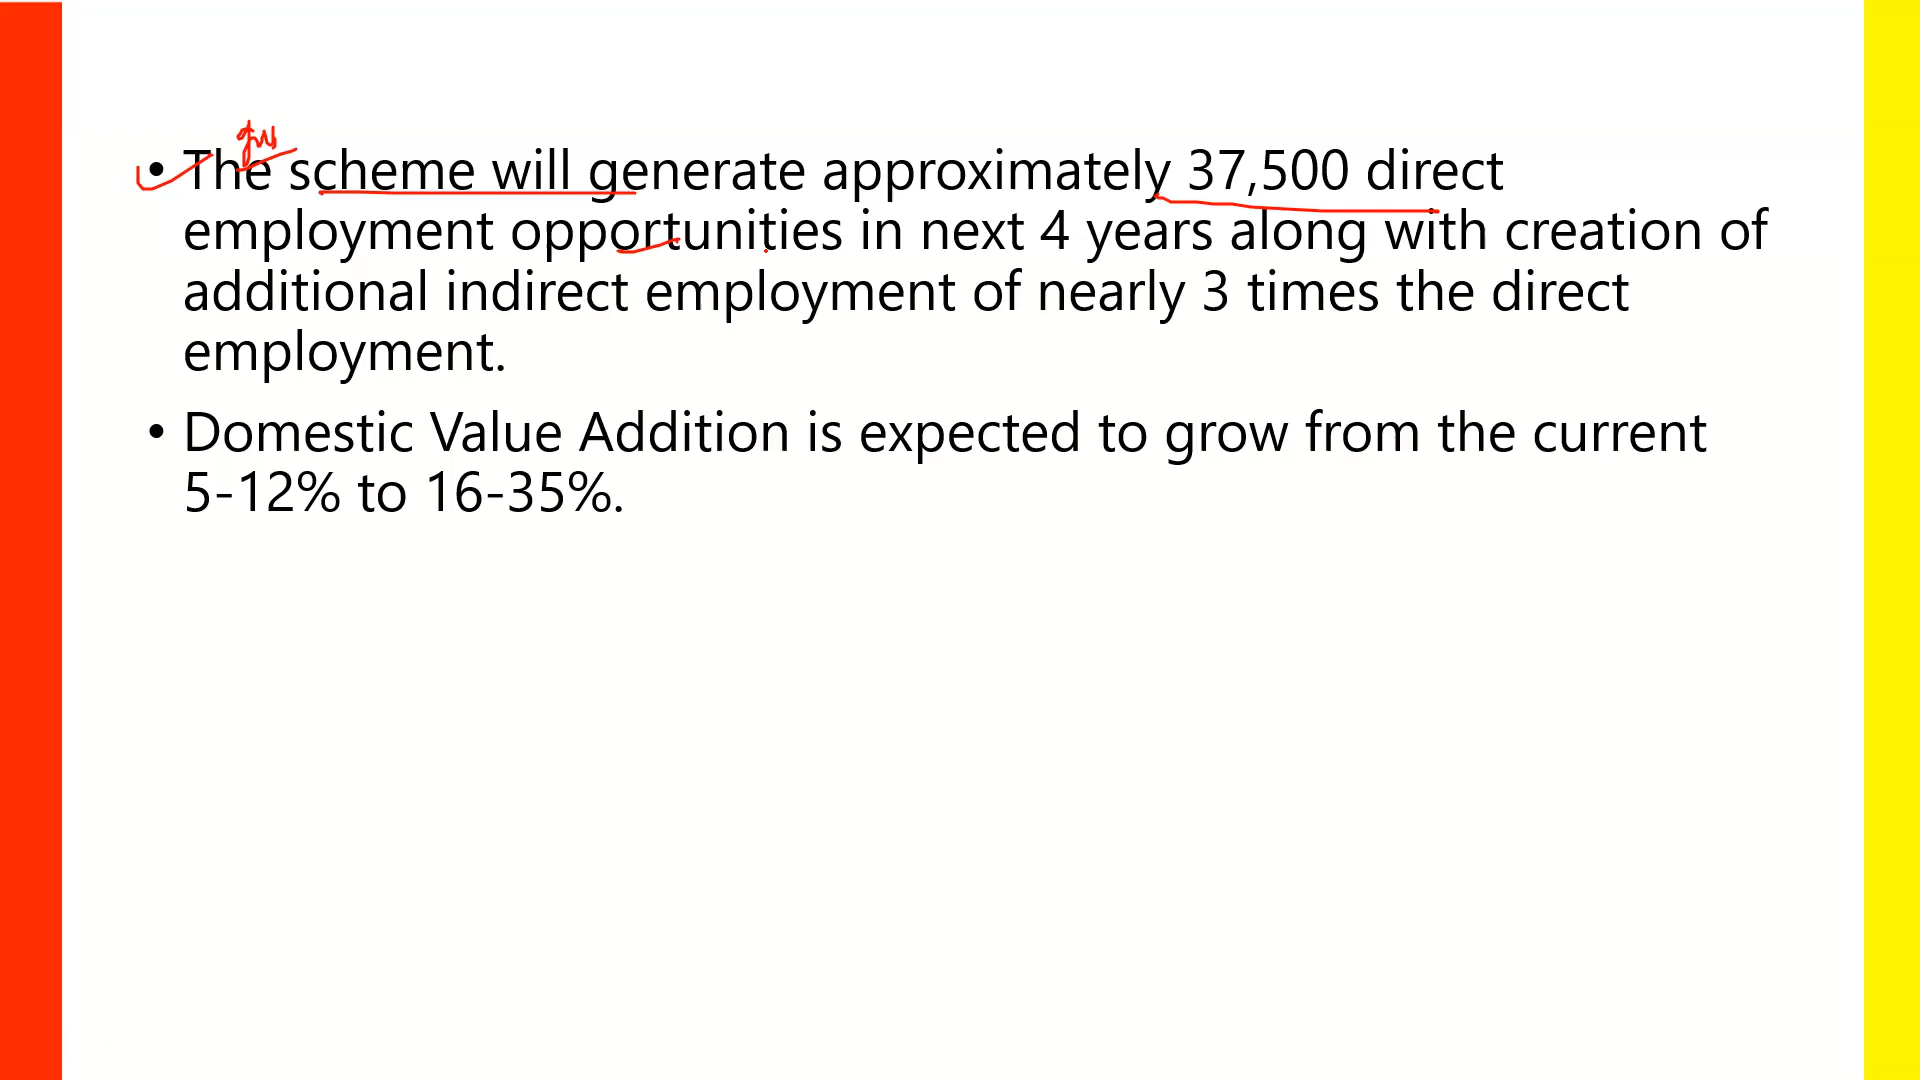 • The scheme will generate approximately 37,500 direct
employment opportunities in next 4 years along with creation of
additional indirect employment of nearly 3 times the direct
employment.
• Domestic Value Addition is expected to grow from the current
5-12% to 16-35%.